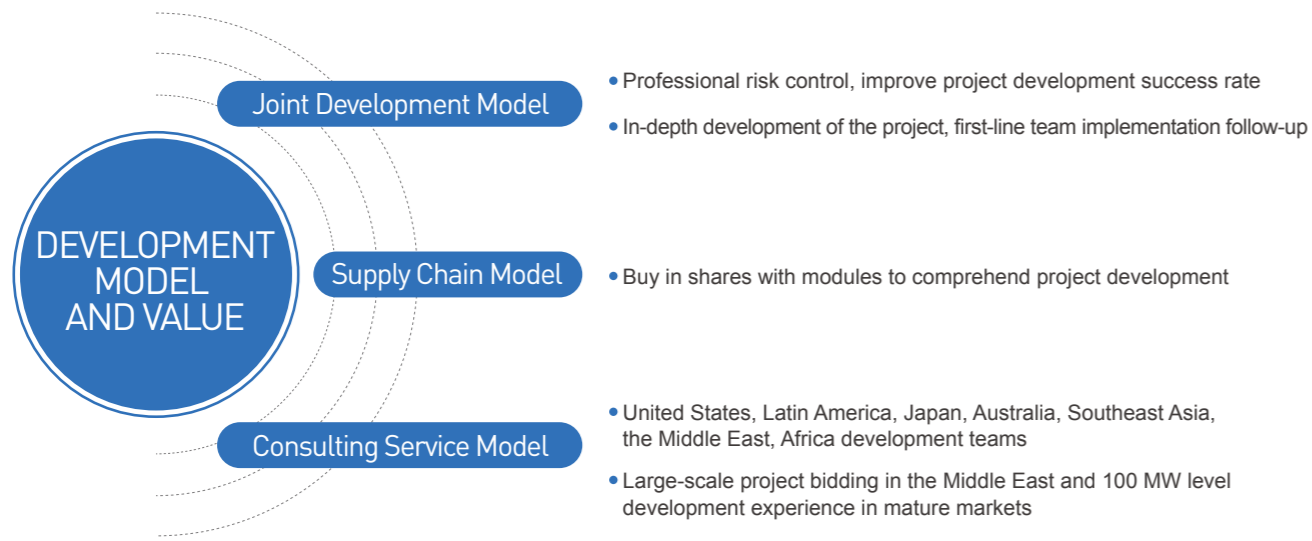 DEVELOPMENT
MODEL
AND VALUE
Joint Development Model
• Professional risk control, improve project development success rate
• In-depth development of the project, first-line team implementation follow-up
Supply Chain Model
• Buy in shares with modules to comprehend project development
Consulting Service Model
• United States, Latin America, Japan, Australia, Southeast Asia,
the Middle East, Africa development teams
• Large-scale project bidding in the Middle East and 100 MW level
development experience in mature markets